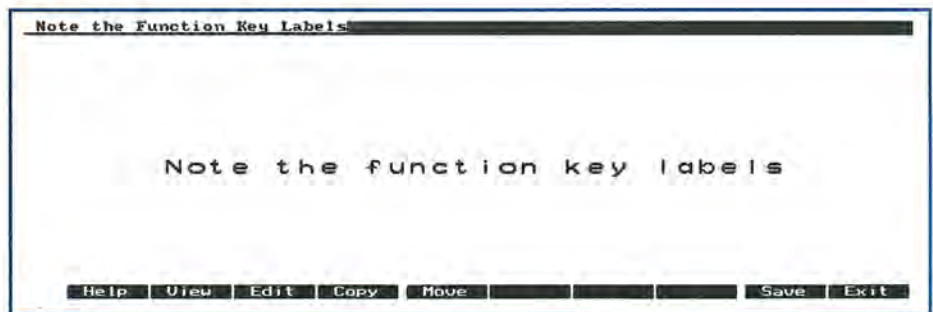 Note the Function Key Labels
Note the function key labels
Help View Edit Copy Move Save Exit